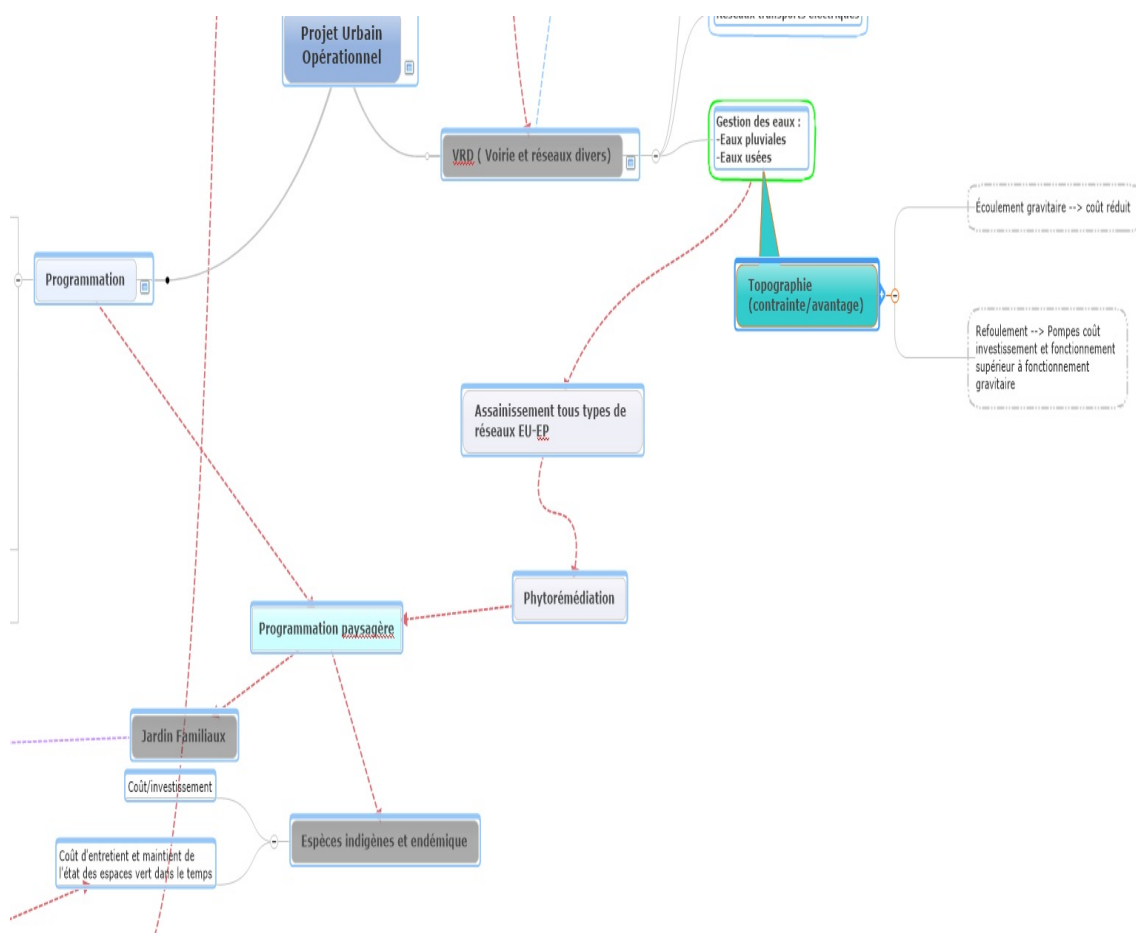 Projet Urbain
Opérationnel
Réseaux transports électriques
VRD ( Voirie et réseaux divers)
Gestion des eaux :
-Eaux pluviales
-Eaux usées
Écoulement gravitaire --> coût réduit
Programmation
Topographie
(contrainte/avantage)
Refoulement --> Pompes coût
investissement et fonctionnement
supérieur à fonctionnement
gravitaire
Assainissement tous types de
réseaux EU-EP
Phytorémédiation
Programmation paysagère
Jardin Familiaux
Coût/investissement
Espèces indigènes et endémique
Coût d'entretient et maintient de
l'état des espaces vert dans le temps